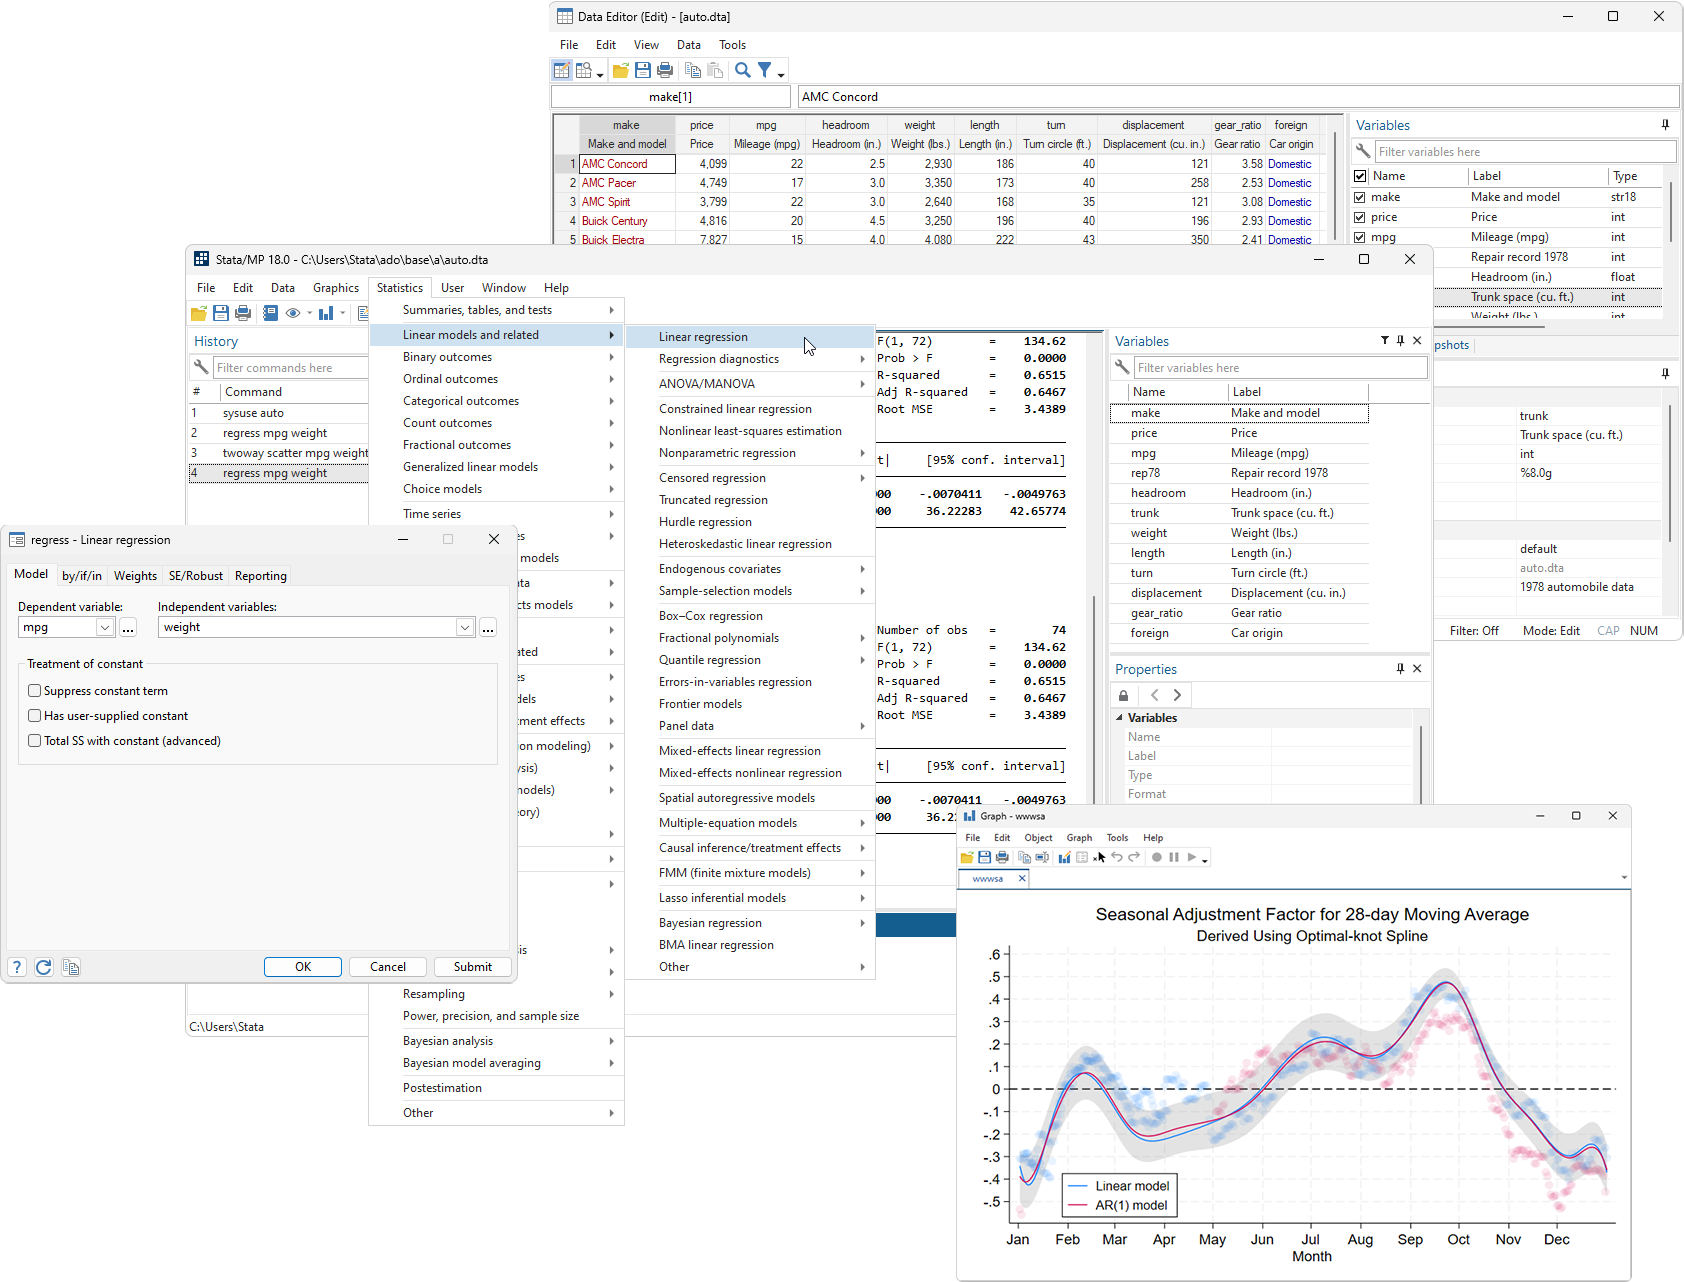 Data Editor (Edit) - [auto.dta]
File Edit View Data Tools
make[1] AMC Concord
make price mpg headroom weight length turn displacement gear_ratio foreign
Make and model Price Mileage (mpg) Headroom (in.) Weight (lbs.) Length (in.) Turn circle (ft.) Displacement (cu. in.) Gear ratio Car origin
1 AMC Concord 4,099 22 2.5 2,930 186 40 121 3.58 Domestic
2 AMC Pacer 4,749 17 3.0 3,350 173 40 258 2.53 Domestic
3 AMC Spirit 3,799 22 3.0 2,640 168 35 121 3.08 Domestic
4 Buick Century 4,816 20 4.5 3,250 196 40 196 2.93 Domestic
5 Buick Electra 7,827 15 4.0 4,080 222 43 350 2.41 Domestic
Variables
Filter variables here
Name Label Type
make Make and model str18
price Price int
mpg Mileage (mpg) int
Repair record 1978 int
Headroom (in.) float
Trunk space (cu. ft.) int
Weight (lbs.) int
pshots
trunk
Trunk space (cu. ft.)
int
%8.0g
default
auto.dta
1978 automobile data
Filter: Off Mode: Edit CAP NUM
Stata/MP 18.0 - C:\Users\Stata\ado\base\a\auto.dta
File Edit Data Graphics Statistics User Window Help
History
Filter commands here
# Command
1 sysuse auto
2 regress mpg weight
3 twoway scatter mpg weight
4 regress mpg weight
C:\Users\Stata
Summaries, tables, and tests
Linear models and related
Binary outcomes
Ordinal outcomes
Categorical outcomes
Count outcomes
Fractional outcomes
Generalized linear models
Choice models
Time series
es
models
ata
cts models
ated
es
dels
ment effects
on modeling)
ysis)
models)
ory)
sis
Resampling
Power, precision, and sample size
Bayesian analysis
Bayesian model averaging
Postestimation
Other
Linear regression
Regression diagnostics
ANOVA/MANOVA
Constrained linear regression
Nonlinear least-squares estimation
Nonparametric regression
Censored regression
Truncated regression
Hurdle regression
Heteroskedastic linear regression
Endogenous covariates
Sample-selection models
Box–Cox regression
Fractional polynomials
Quantile regression
Errors-in-variables regression
Frontier models
Panel data
Mixed-effects linear regression
Mixed-effects nonlinear regression
Spatial autoregressive models
Multiple-equation models
Causal inference/treatment effects
FMM (finite mixture models)
Lasso inferential models
Bayesian regression
BMA linear regression
Other
F(1, 72) = 134.62
Prob > F = 0.0000
R-squared = 0.6515
Adj R-squared = 0.6467
Root MSE = 3.4389
t| [95% conf. interval]
00 -.0070411 -.0049763
00 36.22283 42.65774
Number of obs = 74
F(1, 72) = 134.62
Prob > F = 0.0000
R-squared = 0.6515
Adj R-squared = 0.6467
Root MSE = 3.4389
t| [95% conf. interval]
00 -.0070411 -.0049763
00 36.2
Variables
Filter variables here
Name Label
make Make and model
price Price
mpg Mileage (mpg)
rep78 Repair record 1978
headroom Headroom (in.)
trunk Trunk space (cu. ft.)
weight Weight (lbs.)
length Length (in.)
turn Turn circle (ft.)
displacement Displacement (cu. in.)
gear_ratio Gear ratio
foreign Car origin
Properties
Variables
Name
Label
Type
Format
regress - Linear regression
Model by/if/in Weights SE/Robust Reporting
Dependent variable: Independent variables:
mpg ... weight ...
Treatment of constant
Suppress constant term
Has user-supplied constant
Total SS with constant (advanced)
? OK Cancel Submit
Graph - wwwsa
File Edit Object Graph Tools Help
wwwsa
Seasonal Adjustment Factor for 28-day Moving Average
Derived Using Optimal-knot Spline
.6
.5
.4
.3
.2
.1
0
-.1
-.2
-.3
-.4
-.5
Linear model
AR(1) model
Jan Feb Mar Apr May Jun Jul Aug Sep Oct Nov Dec
Month